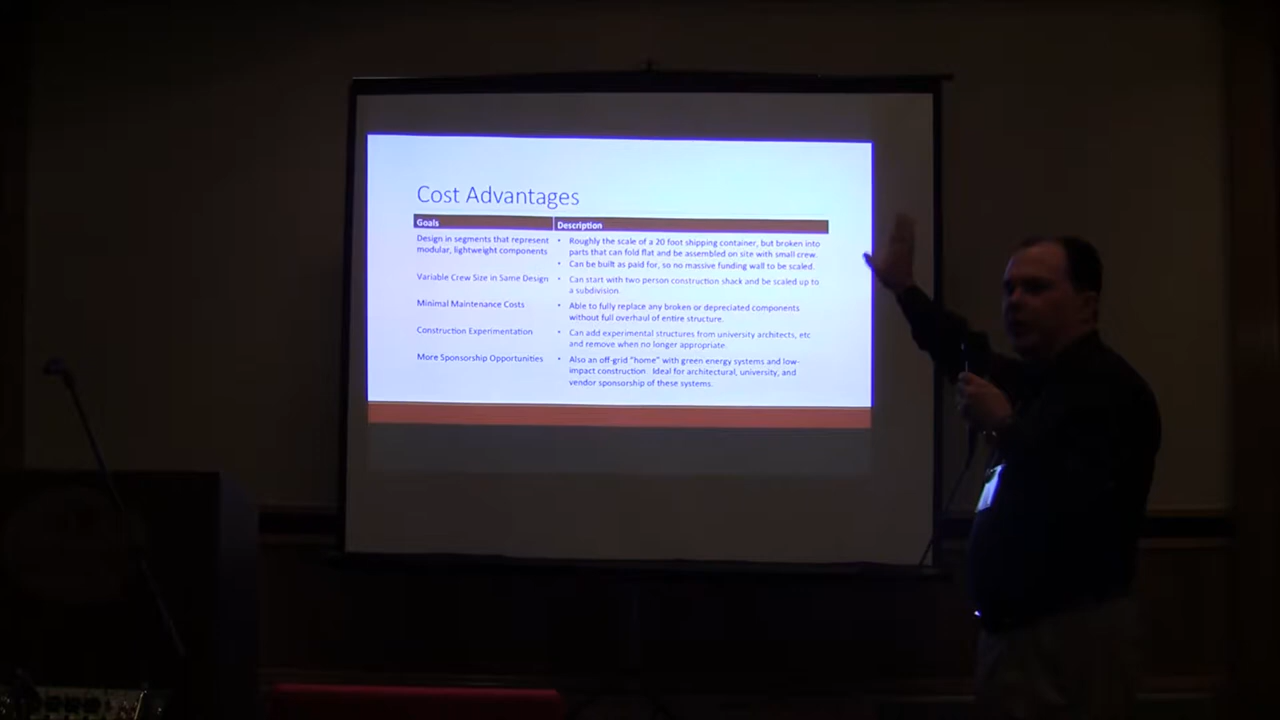 Cost Advantages
Goals
Description
Design in segments that represent
modular, lightweight components
• Roughly the scale of a 20 foot shipping container, but broken into
parts that can fold flat and be assembled on site with small crew.
• Can be built as paid for, so no massive funding wall to be scaled.
Variable Crew Size in Same Design
• Can start with two person construction shack and be scaled up to
a subdivision.
Minimal Maintenance Costs
• Able to fully replace any broken or depreciated components
without full overhaul of entire structure.
Construction Experimentation
• Can add experimental structures from university architects, etc
and remove when no longer appropriate.
More Sponsorship Opportunities
• Also an off-grid "home" with green energy systems and low-
impact construction. Ideal for architectural, university, and
vendor sponsorship of these systems.